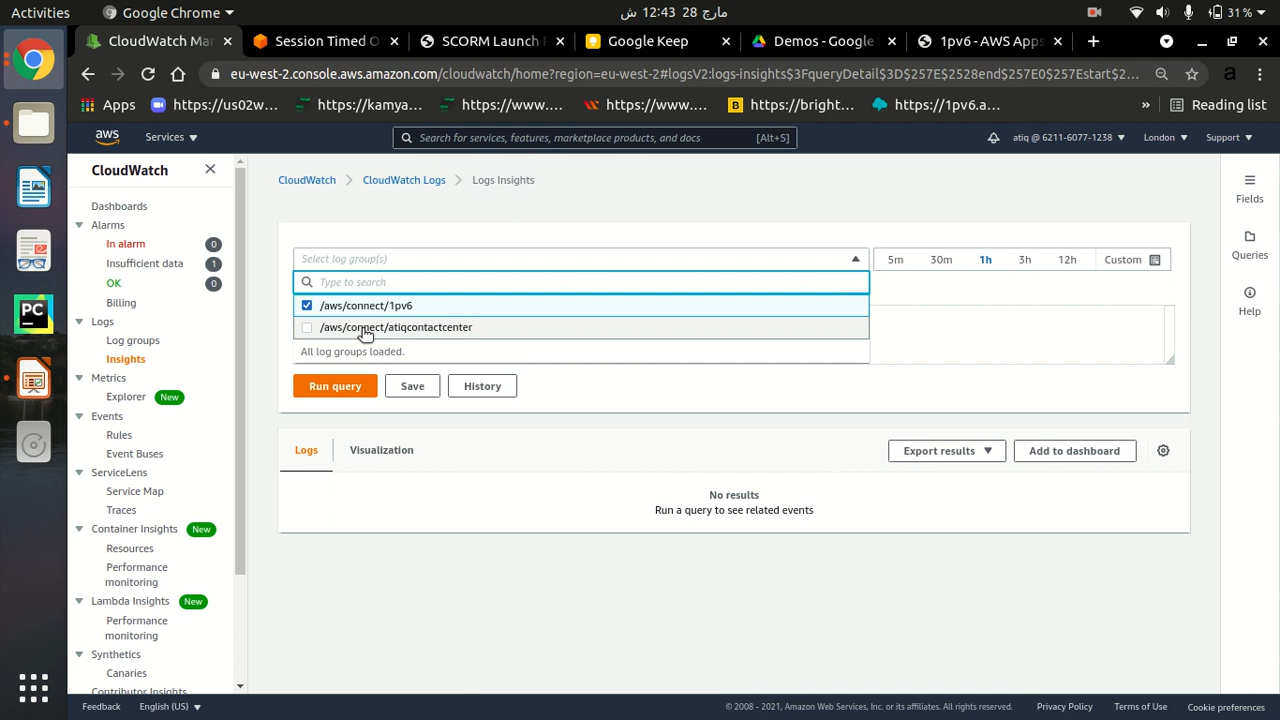 Activities
Google Chrome
مارچ 28 12:43 ش
31 %
CloudWatch Ma
Session Timed O
SCORM Launch P
Google Keep
Demos - Google
1pv6 - AWS Apps
eu-west-2.console.aws.amazon.com/cloudwatch/home?region=eu-west-2#logsV2:logs-insights$3FqueryDetail$3D$257E$2528end$257E0$257Estart$2...
a
Apps
https://us02w...
https://kamya...
https://www....
https://www....
https://bright...
https://1pv6.a...
»
Reading list
aws
Services
Search for services, features, marketplace products, and docs
[Alt+S]
atiq @ 6211-6077-1238
London
Support
CloudWatch
Dashboards
Alarms
In alarm 0
Insufficient data 1
OK 0
Billing
Logs
Log groups
Insights
Metrics
Explorer New
Events
Rules
Event Buses
ServiceLens
Service Map
Traces
Container Insights New
Resources
Performance
monitoring
Lambda Insights New
Performance
monitoring
Synthetics
Canaries
Contributor Insights
CloudWatch
CloudWatch Logs
Logs Insights
Select log group(s)
5m 30m 1h 3h 12h Custom
Type to search
/aws/connect/1pv6
/aws/connect/atiqcontactcenter
All log groups loaded.
Run query
Save
History
Logs
Visualization
Export results
Add to dashboard
No results
Run a query to see related events
Fields
Queries
Help
PC
Feedback
English (US)
© 2008 - 2021, Amazon Web Services, Inc. or its affiliates. All rights reserved.
Privacy Policy
Terms of Use
Cookie preferences